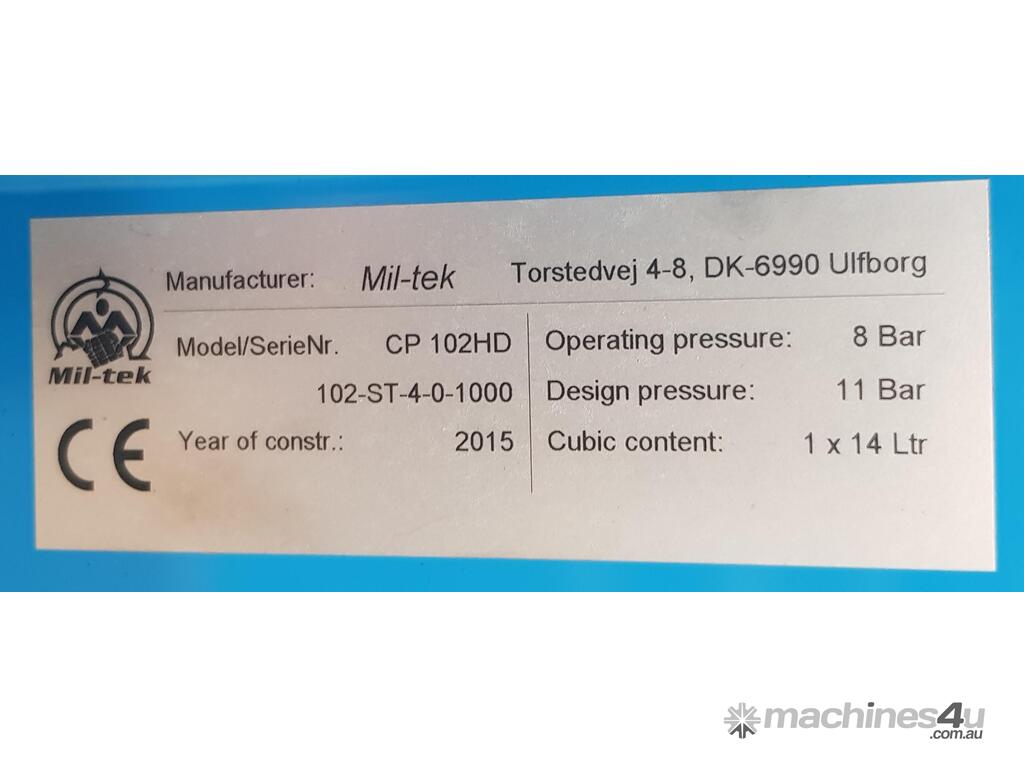 Manufacturer: Mil-tek Torstedvej 4-8, DK-6990 Ulfborg
Mil-tek
Model/SerieNr. CP 102HD
102-ST-4-0-1000
Year of constr.: 2015
Operating pressure: 8 Bar
Design pressure: 11 Bar
Cubic content: 1 x 14 Ltr
CE
machines4u
.com.au